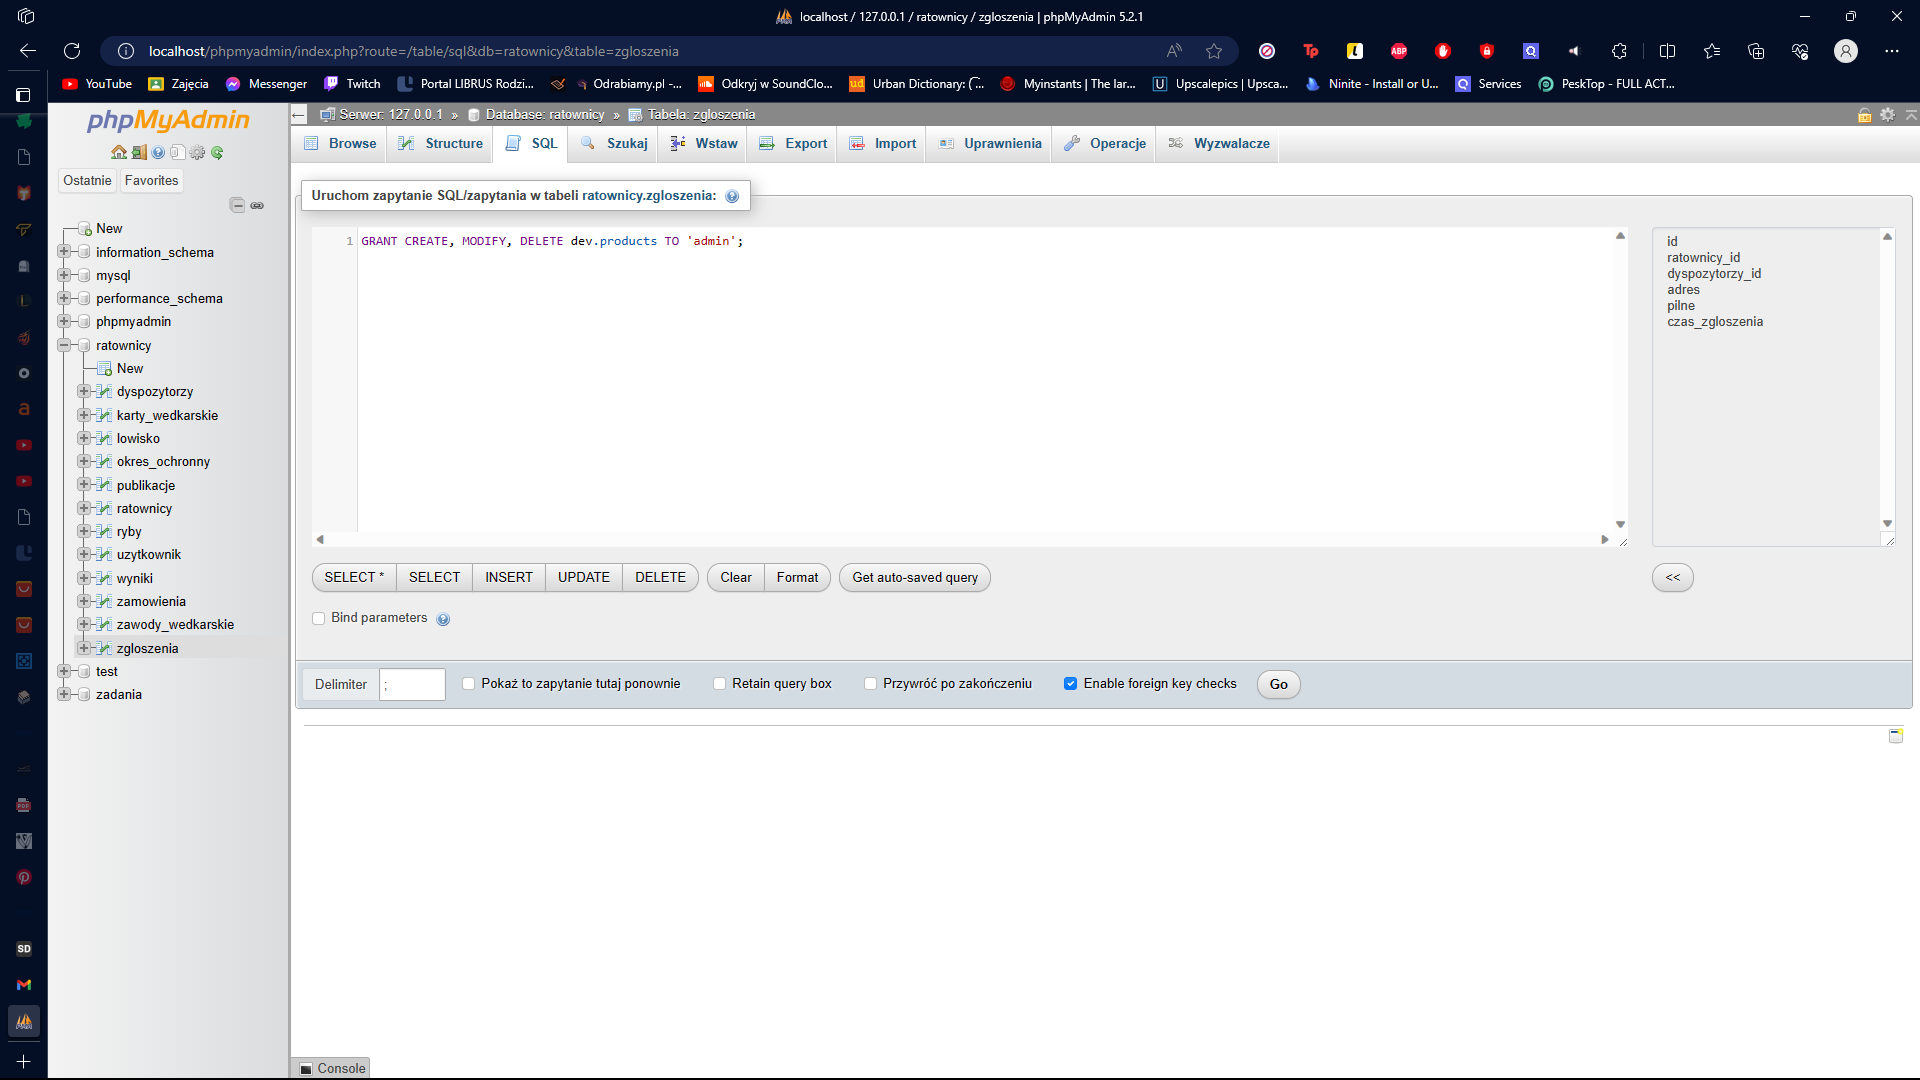 localhost / 127.0.0.1 / ratownicy / zgloszenia | phpMyAdmin 5.2.1
localhost/phpmyadmin/index.php?route=/table/sql&db=ratownicy&table=zgloszenia
YouTube
Zajęcia
Messenger
Twitch
Portal LIBRUS Rodzi...
Odrabiamy.pl -...
Odkryj w SoundClo...
Urban Dictionary: (͡...
Myinstants | The lar...
Upscalepics | Upsca...
Ninite - Install or U...
Services
PeskTop - FULL ACT...
phpMyAdmin
Ostatnie
Favorites
New
information_schema
mysql
performance_schema
phpmyadmin
ratownicy
New
dyspozytorzy
karty_wedkarskie
lowisko
okres_ochronny
publikacje
ratownicy
ryby
uzytkownik
wyniki
zamowienia
zawody_wedkarskie
zgloszenia
test
zadania
Serwer: 127.0.0.1 » Database: ratownicy » Tabela: zgloszenia
Browse
Structure
SQL
Szukaj
Wstaw
Export
Import
Uprawnienia
Operacje
Wyzwalacze
Uruchom zapytanie SQL/zapytania w tabeli ratownicy.zgloszenia:
1 GRANT CREATE, MODIFY, DELETE dev.products TO 'admin';
id
ratownicy_id
dyspozytorzy_id
adres
pilne
czas_zgloszenia
SELECT *
SELECT
INSERT
UPDATE
DELETE
Clear
Format
Get auto-saved query
<<
Bind parameters
Delimiter
;
Pokaż to zapytanie tutaj ponownie
Retain query box
Przywróć po zakończeniu
Enable foreign key checks
Go
Console